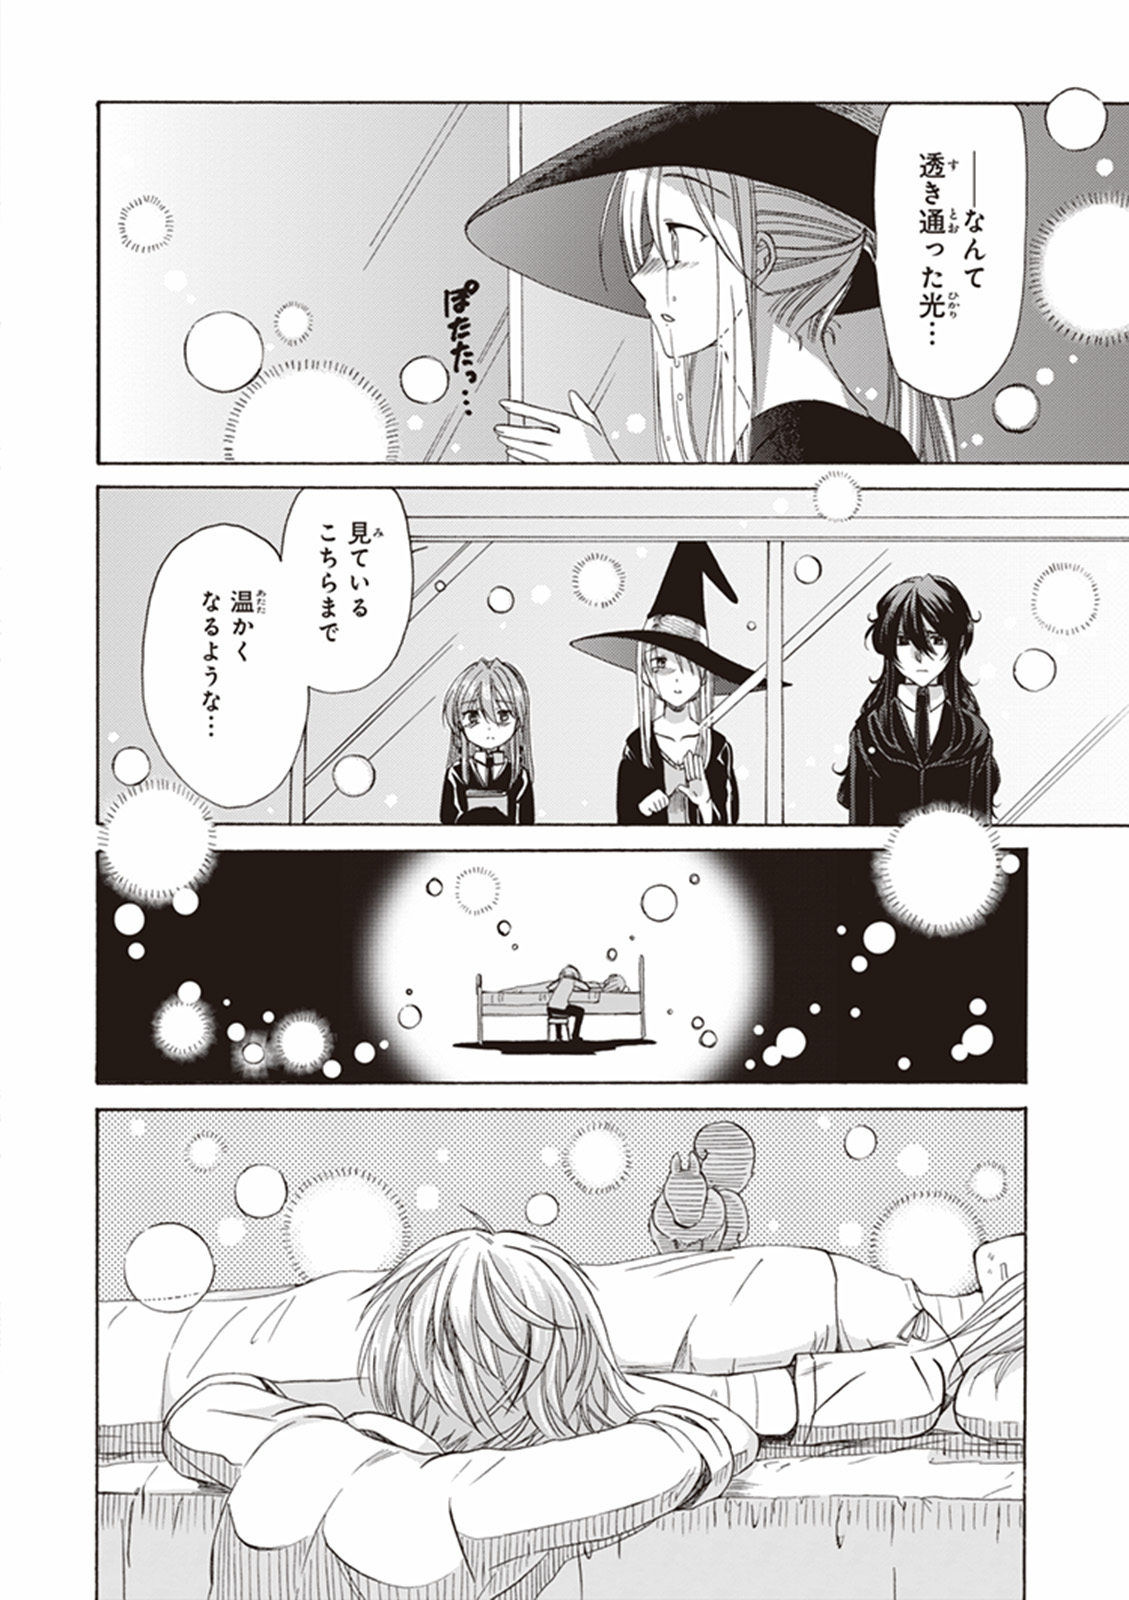 ──なんて
透き通った光…
ぽたたっ…
見ている
こちらまで
温かく
なるような…